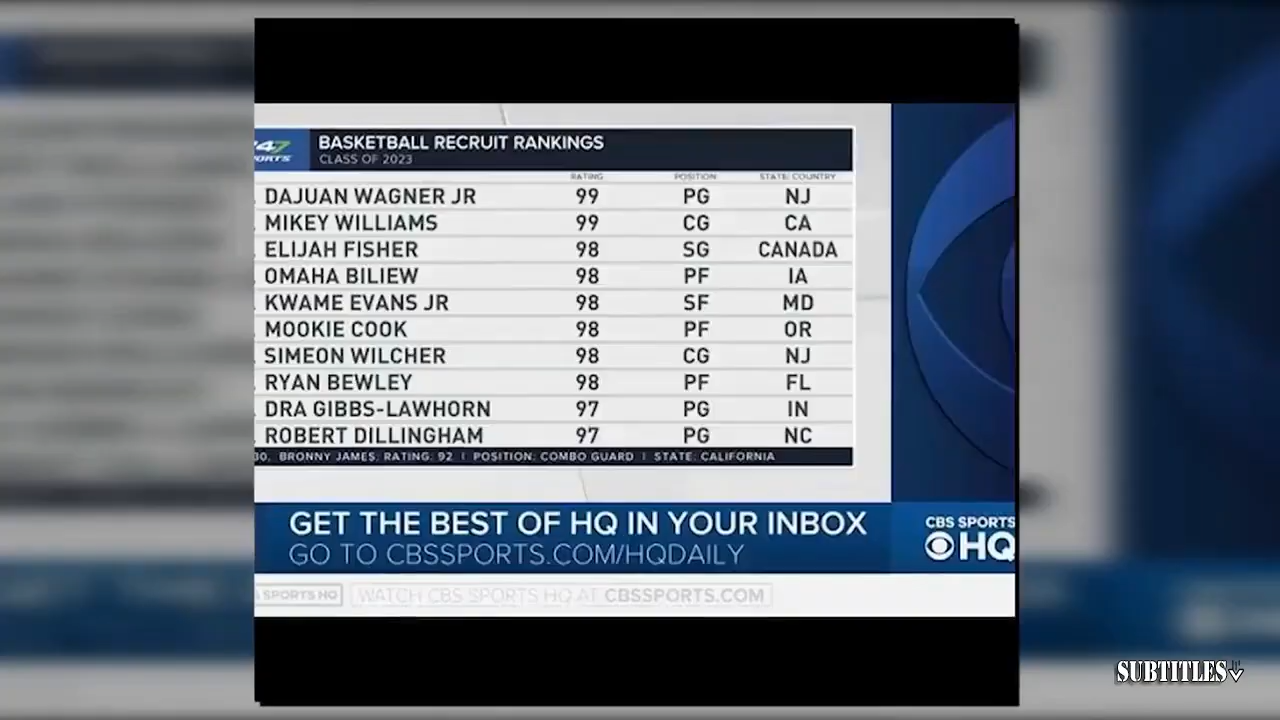 247
SPORTS
BASKETBALL RECRUIT RANKINGS
CLASS OF 2023
RATING POSITION STATE/COUNTRY
. DAJUAN WAGNER JR 99 PG NJ
. MIKEY WILLIAMS 99 CG CA
. ELIJAH FISHER 98 SG CANADA
. OMAHA BILIEW 98 PF IA
. KWAME EVANS JR 98 SF MD
. MOOKIE COOK 98 PF OR
. SIMEON WILCHER 98 CG NJ
. RYAN BEWLEY 98 PF FL
. DRA GIBBS-LAWHORN 97 PG IN
. ROBERT DILLINGHAM 97 PG NC
30. BRONNY JAMES, RATING: 92 | POSITION: COMBO GUARD | STATE: CALIFORNIA
GET THE BEST OF HQ IN YOUR INBOX
GO TO CBSSPORTS.COM/HQDAILY
CBS SPORTS
HQ
SPORTS HQ WATCH CBS SPORTS HQ AT CBSSPORTS.COM
SUBTITLES